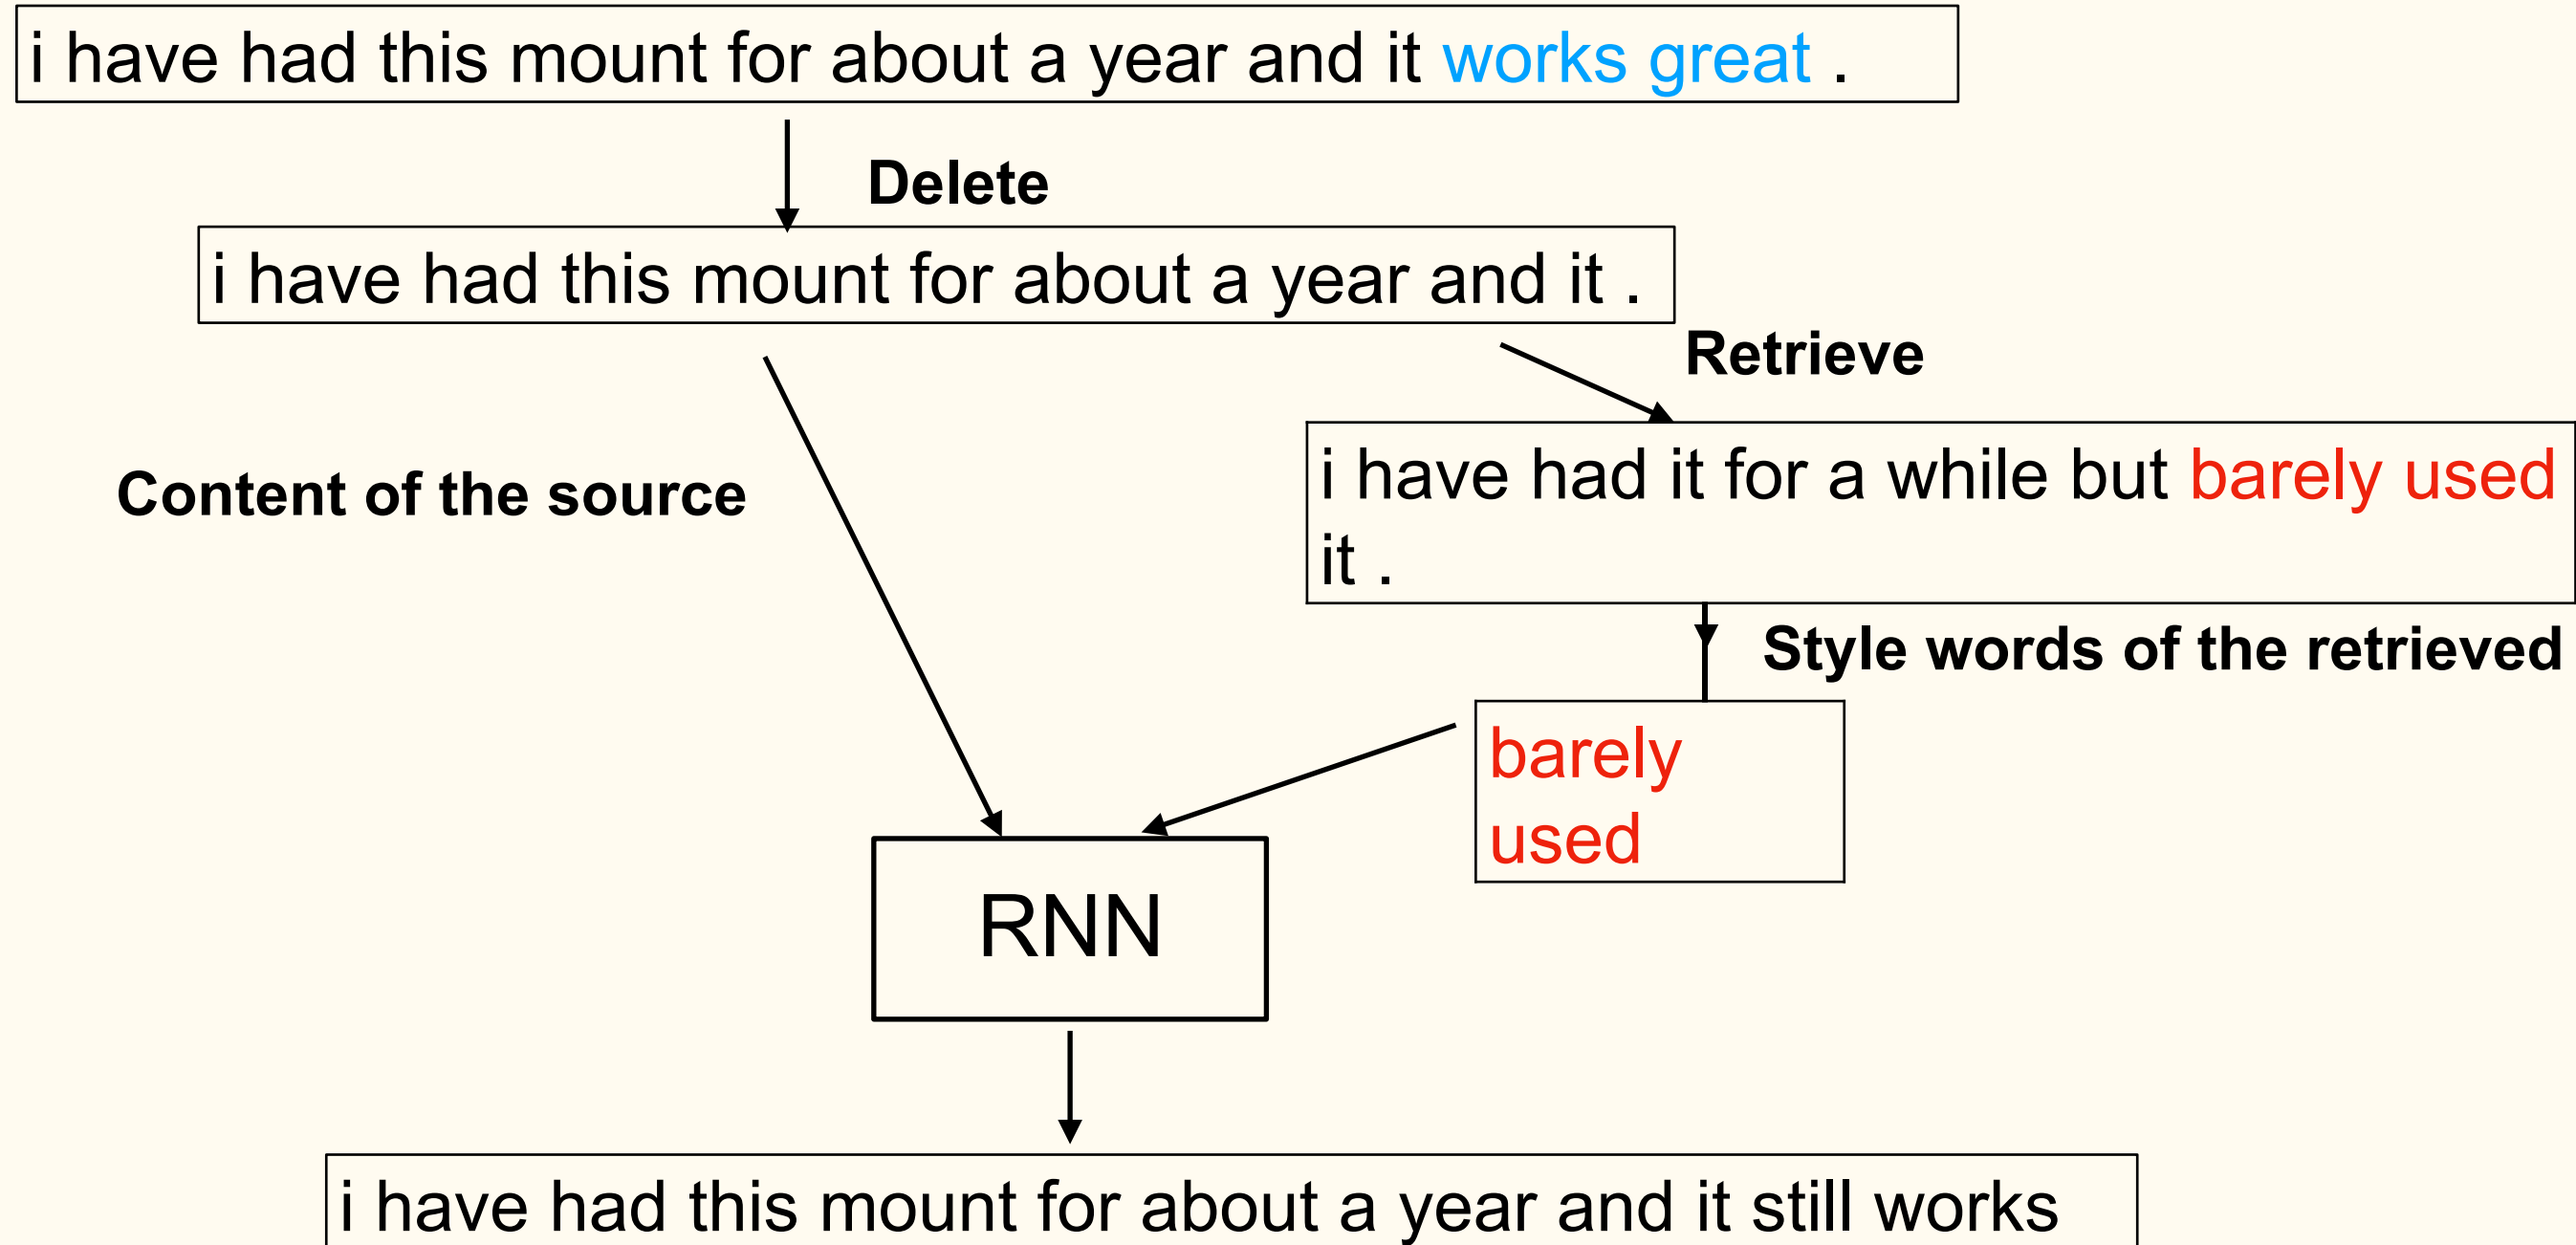 i have had this mount for about a year and it works great .
Delete
i have had this mount for about a year and it .
Retrieve
Content of the source
i have had it for a while but barely used
it .
Style words of the retrieved
barely
used
RNN
i have had this mount for about a year and it still works